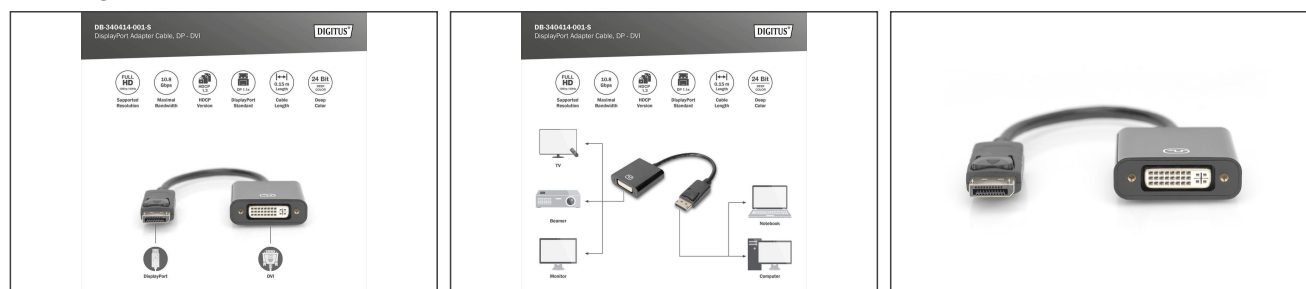 DB-340414-001-S
DisplayPort Adapter Cable, DP - DVI
DIGITUS®
FULL
HD
10.8
Gbps
HDCP
1.3
DP 1.1a
0.15 m
Length
24 Bit
DEEP
COLOR
Supported
Resolution
Maximal
Bandwidth
HDCP
Version
DisplayPort
Standard
Cable
Length
Deep
Color
DisplayPort
DVI
DB-340414-001-S
DisplayPort Adapter Cable, DP - DVI
DIGITUS®
FULL
HD
10.8
Gbps
HDCP
1.3
DP 1.1a
0.15 m
Length
24 Bit
DEEP
COLOR
Supported
Resolution
Maximal
Bandwidth
HDCP
Version
DisplayPort
Standard
Cable
Length
Deep
Color
TV
Beamer
Monitor
Notebook
Computer